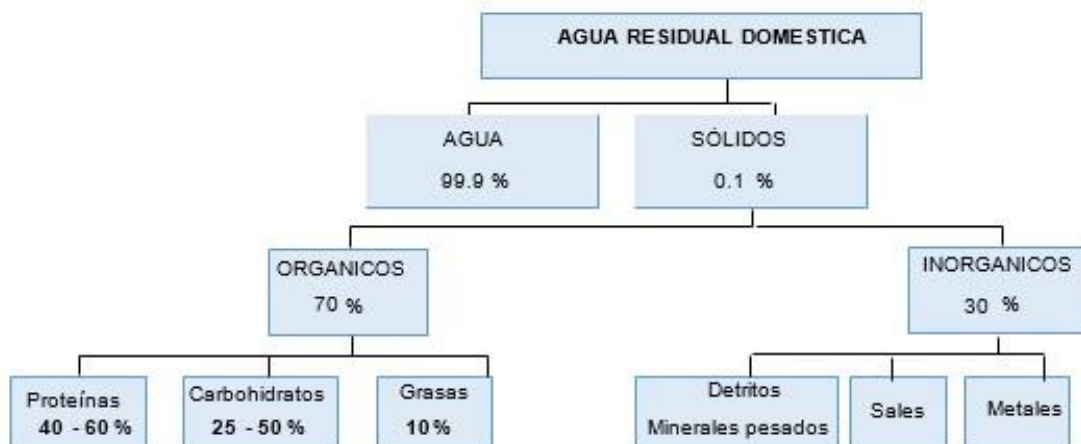 AGUA RESIDUAL DOMESTICA
AGUA
99.9 %
SÓLIDOS
0.1 %
ORGANICOS
70 %
INORGANICOS
30 %
Proteínas
40 - 60 %
Carbohidratos
25 - 50 %
Grasas
10 %
Detritos
Minerales pesados
Sales
Metales